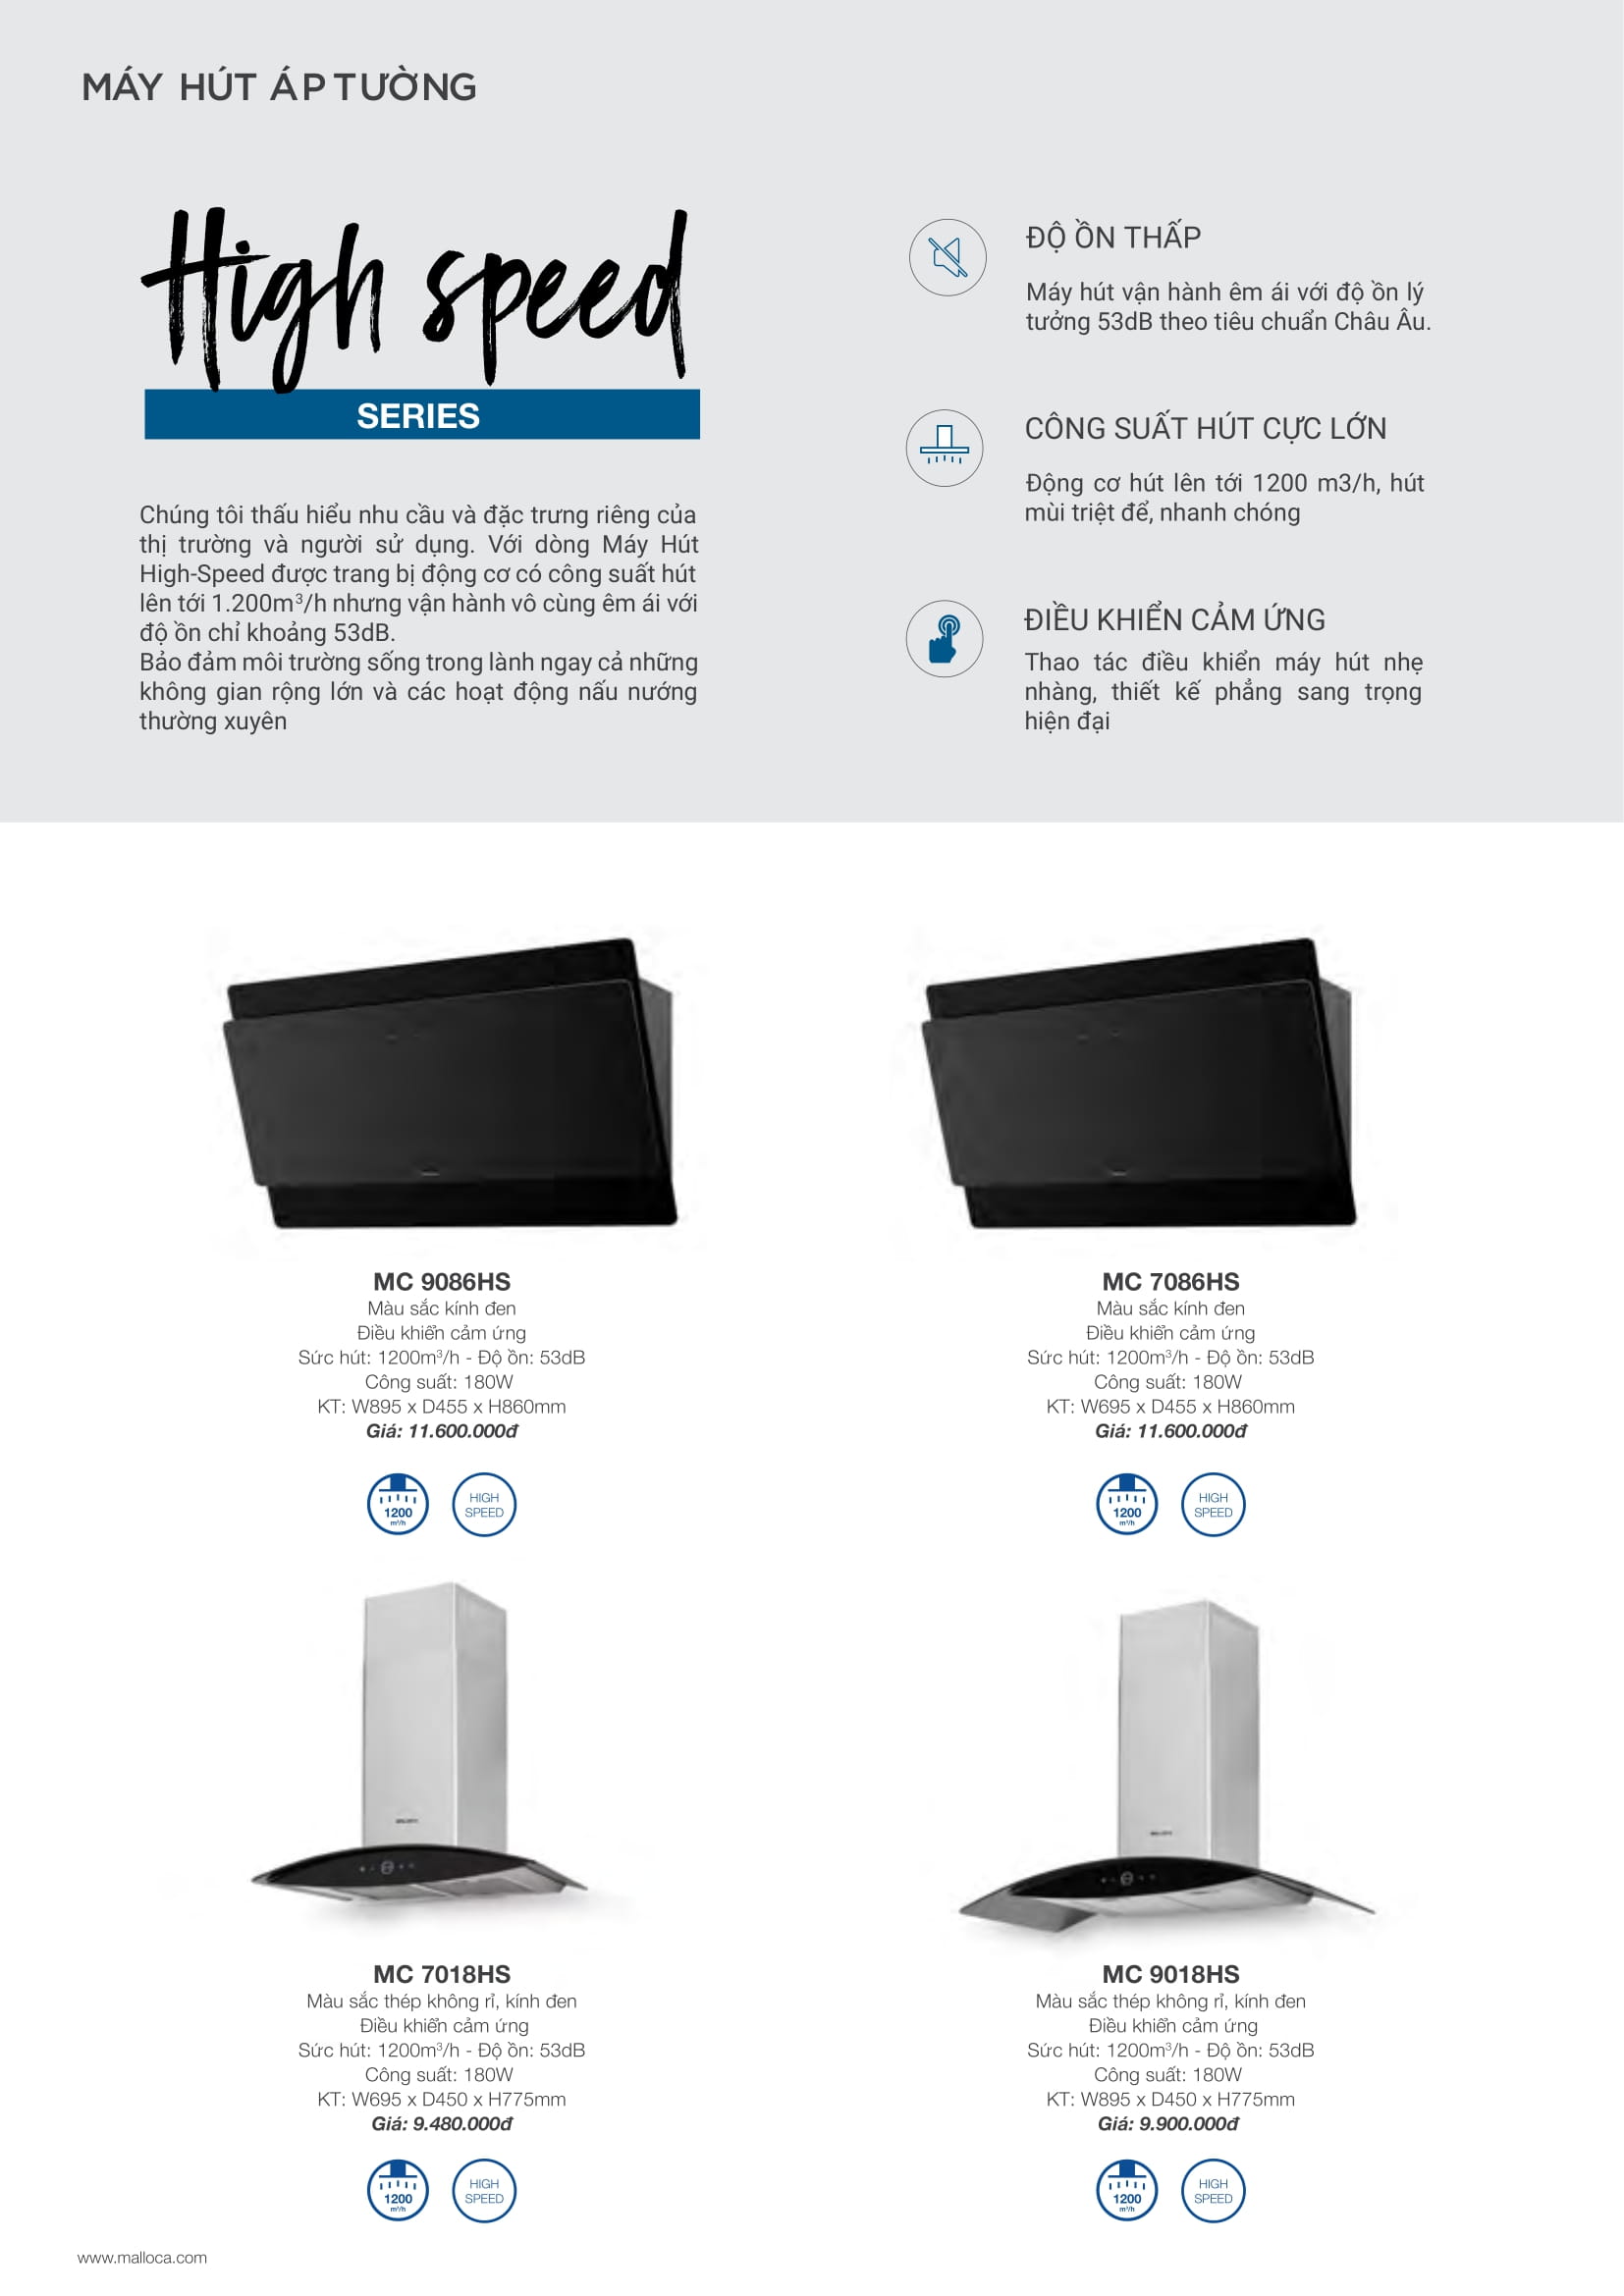 MÁY HÚT ÁP TƯỜNG
High speed
SERIES
Chúng tôi thấu hiểu nhu cầu và đặc trưng riêng của
thị trường và người sử dụng. Với dòng Máy Hút
High-Speed được trang bị động cơ có công suất hút
lên tới 1.200m³/h nhưng vận hành vô cùng êm ái với
độ ồn chỉ khoảng 53dB.
Bảo đảm môi trường sống trong lành ngay cả những
không gian rộng lớn và các hoạt động nấu nướng
thường xuyên
ĐỘ ỒN THẤP
Máy hút vận hành êm ái với độ ồn lý
tưởng 53dB theo tiêu chuẩn Châu Âu.
CÔNG SUẤT HÚT CỰC LỚN
Động cơ hút lên tới 1200 m3/h, hút
mùi triệt để, nhanh chóng
ĐIỀU KHIỂN CẢM ỨNG
Thao tác điều khiển máy hút nhẹ
nhàng, thiết kế phẳng sang trọng
hiện đại
MC 9086HS
Màu sắc kính đen
Điều khiển cảm ứng
Sức hút: 1200m³/h - Độ ồn: 53dB
Công suất: 180W
KT: W895 x D455 x H860mm
Giá: 11.600.000đ
1200
m³/h
HIGH
SPEED
MC 7086HS
Màu sắc kính đen
Điều khiển cảm ứng
Sức hút: 1200m³/h - Độ ồn: 53dB
Công suất: 180W
KT: W695 x D455 x H860mm
Giá: 11.600.000đ
1200
m³/h
HIGH
SPEED
MC 7018HS
Màu sắc thép không rỉ, kính đen
Điều khiển cảm ứng
Sức hút: 1200m³/h - Độ ồn: 53dB
Công suất: 180W
KT: W695 x D450 x H775mm
Giá: 9.480.000đ
1200
m³/h
HIGH
SPEED
MC 9018HS
Màu sắc thép không rỉ, kính đen
Điều khiển cảm ứng
Sức hút: 1200m³/h - Độ ồn: 53dB
Công suất: 180W
KT: W895 x D450 x H775mm
Giá: 9.900.000đ
1200
m³/h
HIGH
SPEED
www.malloca.com